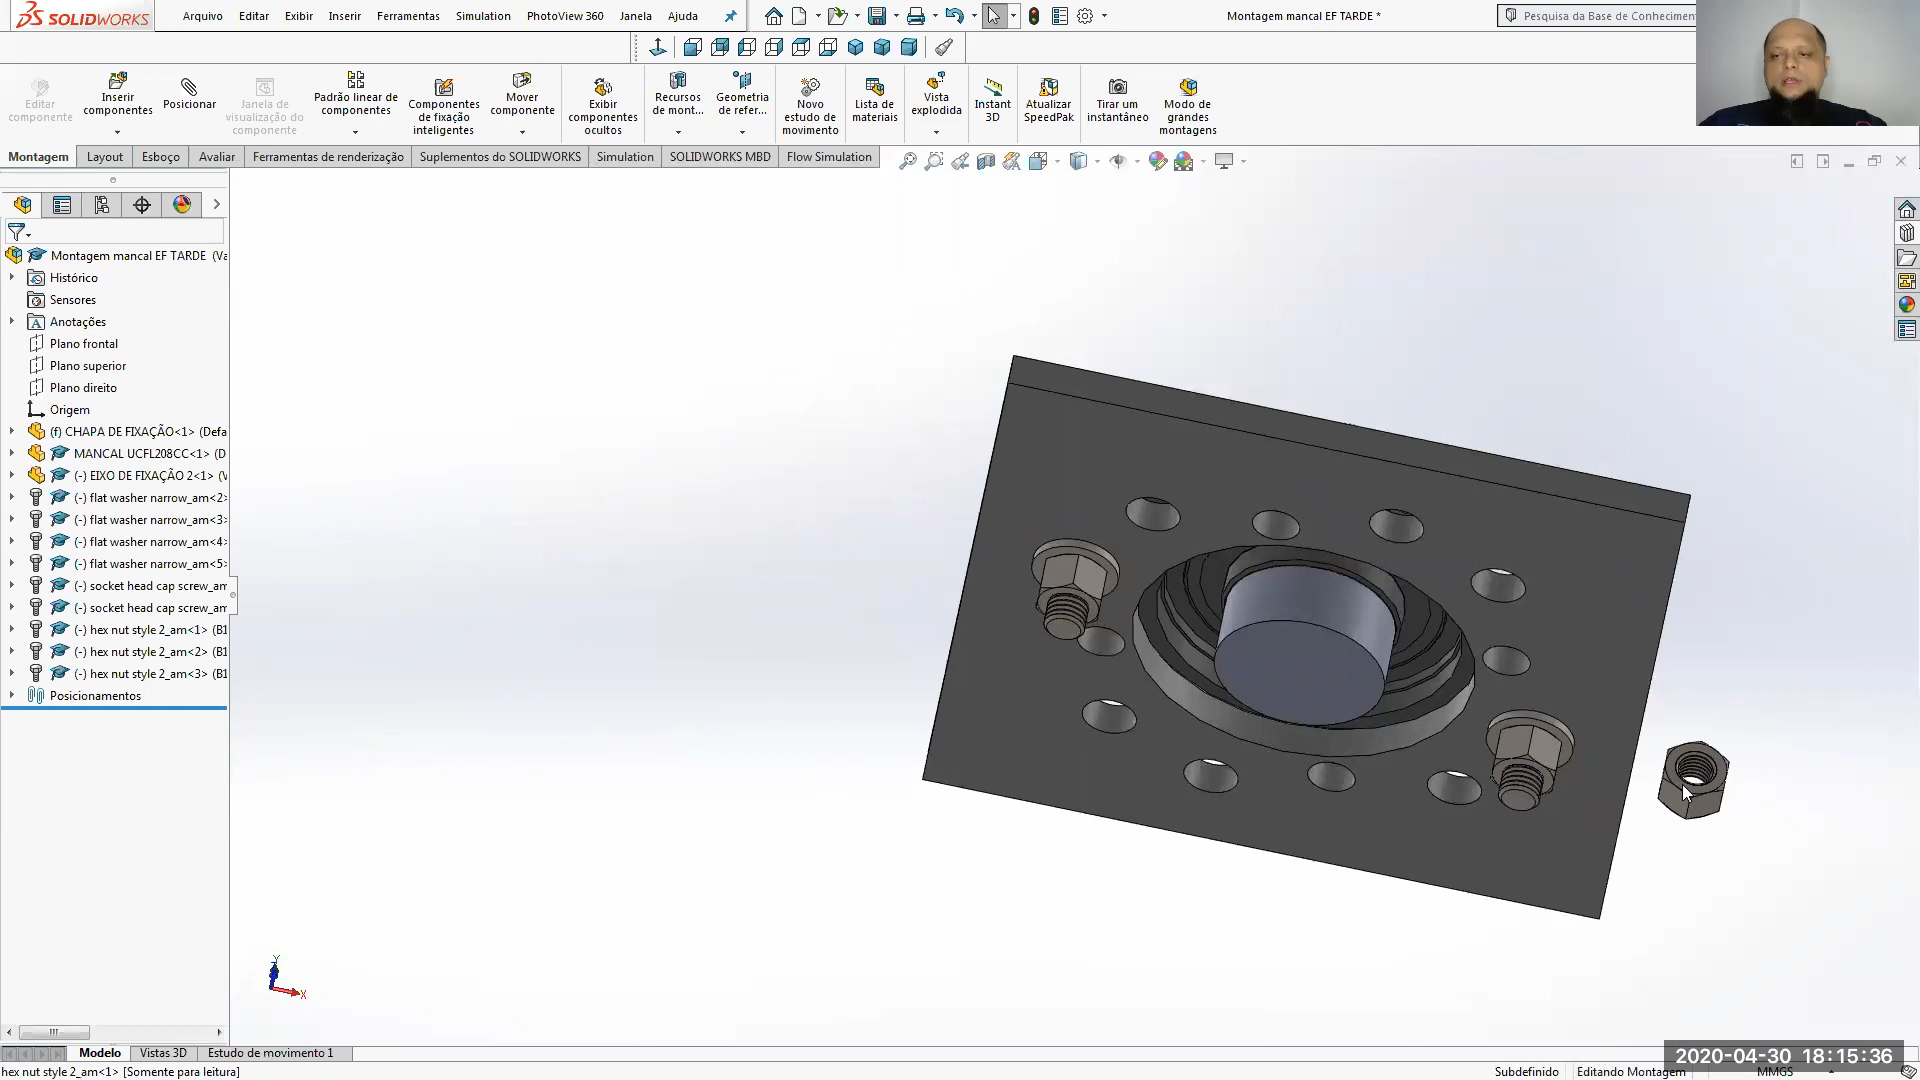 SOLIDWORKS
Arquivo Editar Exibir Inserir Ferramentas Simulation PhotoView 360 Janela Ajuda
Montagem mancal EF TARDE *
Pesquisa da Base de Conhecimen
Editar componente
Inserir componentes
Posicionar
Janela de visualização do componente
Padrão linear de componentes
Componentes de fixação inteligentes
Mover componente
Exibir componentes ocultos
Recursos de mont...
Geometria de refer...
Novo estudo de movimento
Lista de materiais
Vista explodida
Instant 3D
Atualizar SpeedPak
Tirar um instantâneo
Modo de grandes montagens
Montagem Layout Esboço Avaliar Ferramentas de renderização Suplementos do SOLIDWORKS Simulation SOLIDWORKS MBD Flow Simulation
Montagem mancal EF TARDE (Va
Histórico
Sensores
Anotações
Plano frontal
Plano superior
Plano direito
Origem
(f) CHAPA DE FIXAÇÃO<1> (Defa
MANCAL UCFL208CC<1> (D
(-) EIXO DE FIXAÇÃO 2<1> (V
(-) flat washer narrow_am<2>
(-) flat washer narrow_am<3>
(-) flat washer narrow_am<4>
(-) flat washer narrow_am<5>
(-) socket head cap screw_am
(-) socket head cap screw_am
(-) hex nut style 2_am<1> (B1
(-) hex nut style 2_am<2> (B1
(-) hex nut style 2_am<3> (B1
Posicionamentos
Y
X
Modelo Vistas 3D Estudo de movimento 1
2020-04-30 18:15:36
hex nut style 2_am<1> [Somente para leitura]
Subdefinido Editando Montagem MMGS